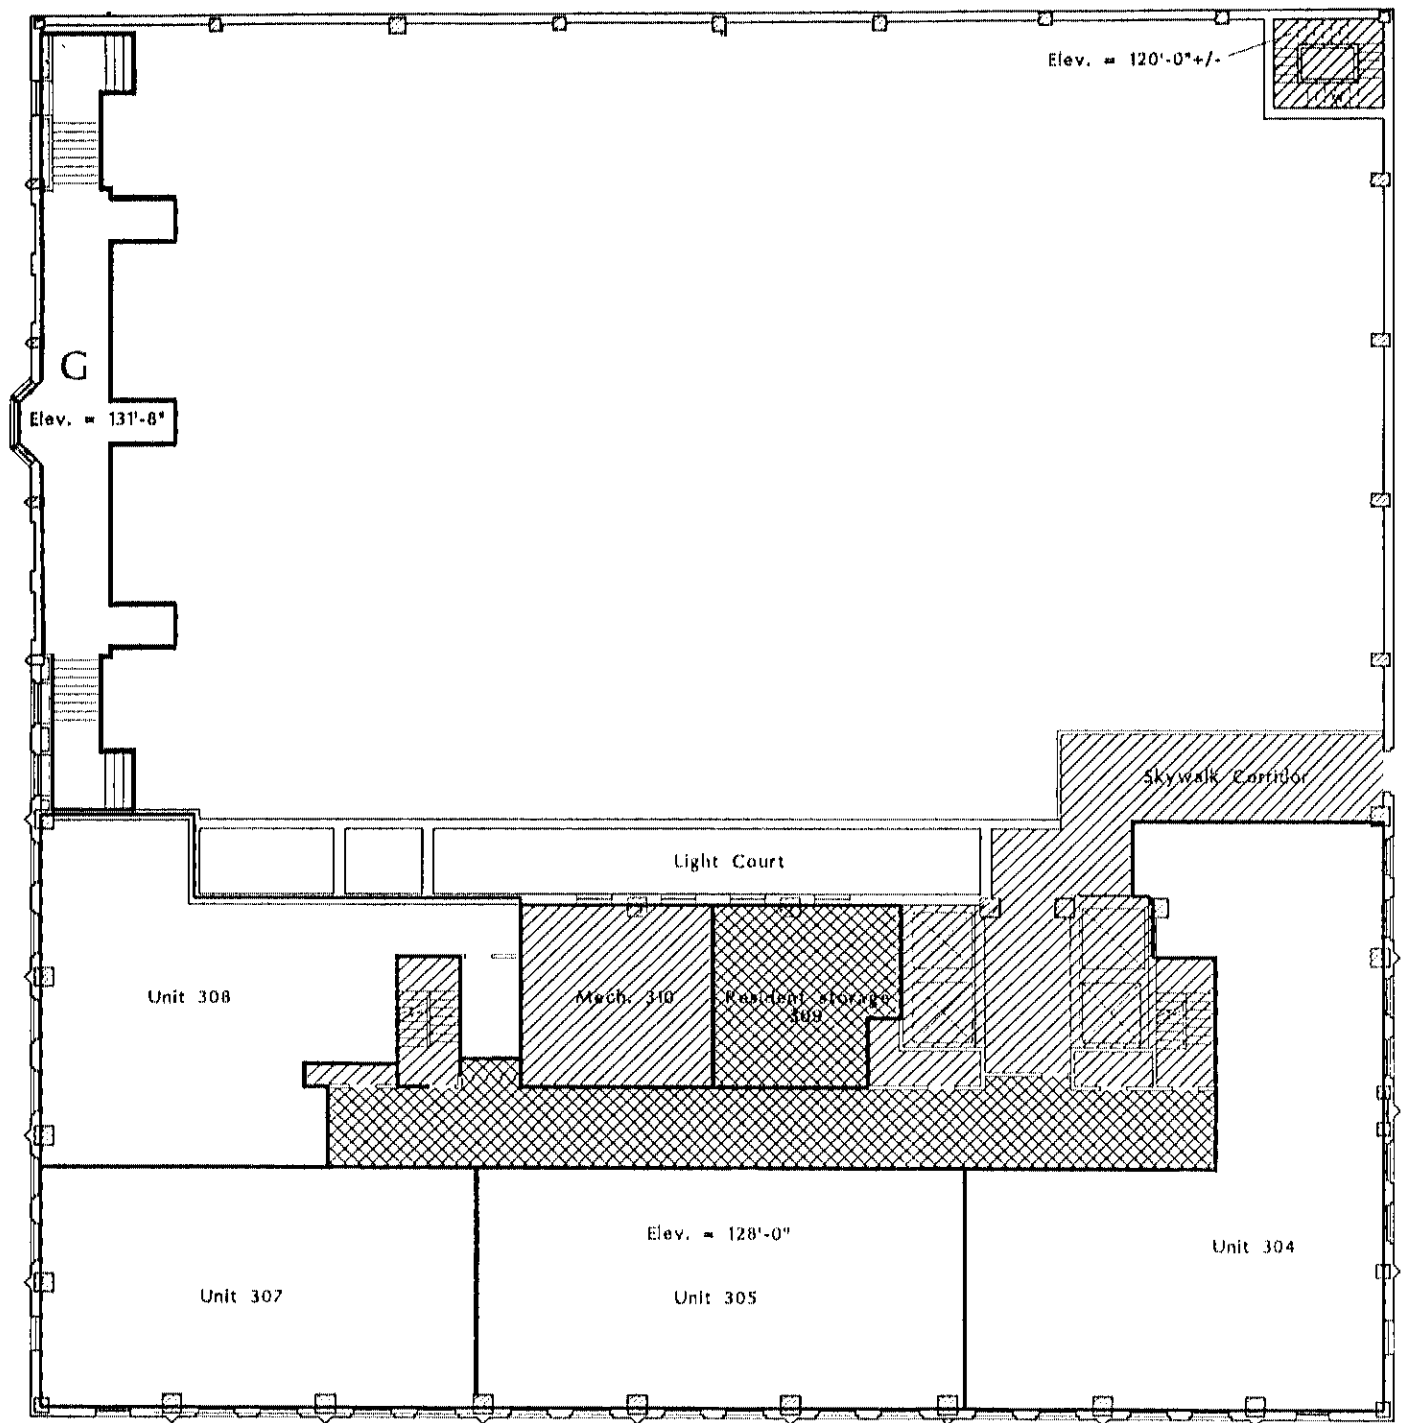 Elev. = 120'-0"+/-
G
Elev. = 131'-8"
Skywalk Corridor
Light Court
Unit 308
Mech. 310
Resident storage
309
Elev. = 128'-0"
Unit 304
Unit 307
Unit 305